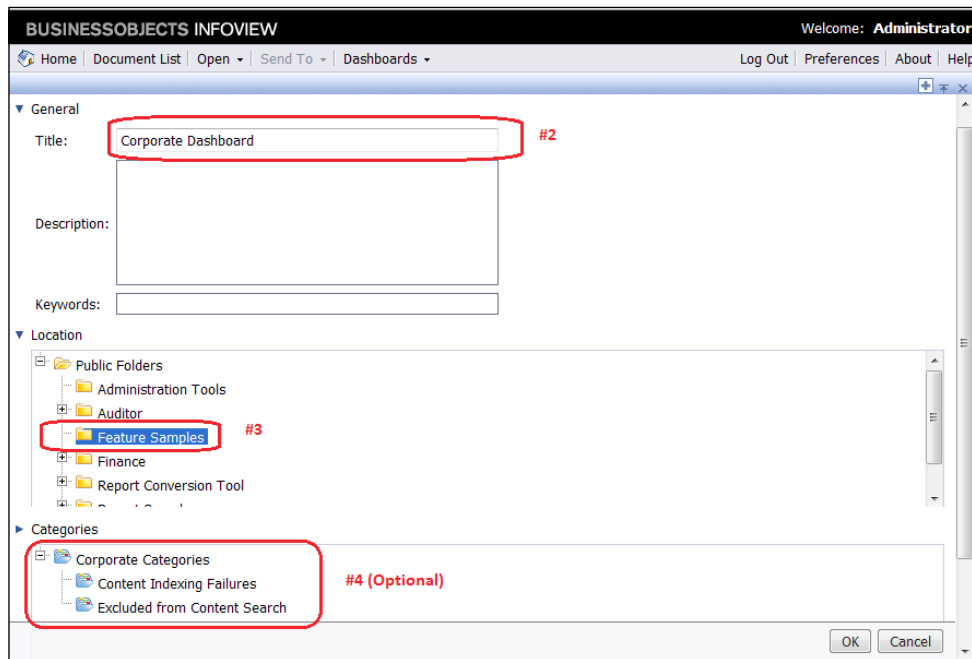 BUSINESSOBJECTS INFOVIEW Welcome: Administrator
Home Document List Open Send To Dashboards Log Out Preferences About Help
General
Title: Corporate Dashboard #2
Description:
Keywords:
Location
Public Folders
Administration Tools
Auditor
Feature Samples #3
Finance
Report Conversion Tool
Categories
Corporate Categories
Content Indexing Failures #4 (Optional)
Excluded from Content Search
OK Cancel